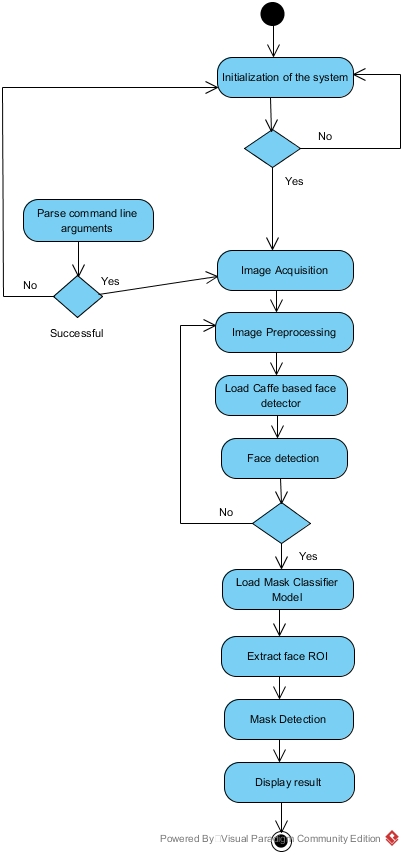 Initialization of the system
No
Yes
Parse command line
arguments
No
Yes
Successful
Image Acquisition
Image Preprocessing
Load Caffe based face
detector
Face detection
No
Yes
Load Mask Classifier
Model
Extract face ROI
Mask Detection
Display result
Powered By Visual Paradigm Community Edition